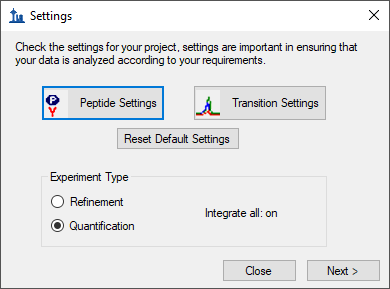 Settings
Check the settings for your project, settings are important in ensuring that
your data is analyzed according to your requirements.
P
Y
Peptide Settings
Transition Settings
Reset Default Settings
Experiment Type
Refinement
Quantification
Integrate all: on
Close
Next >